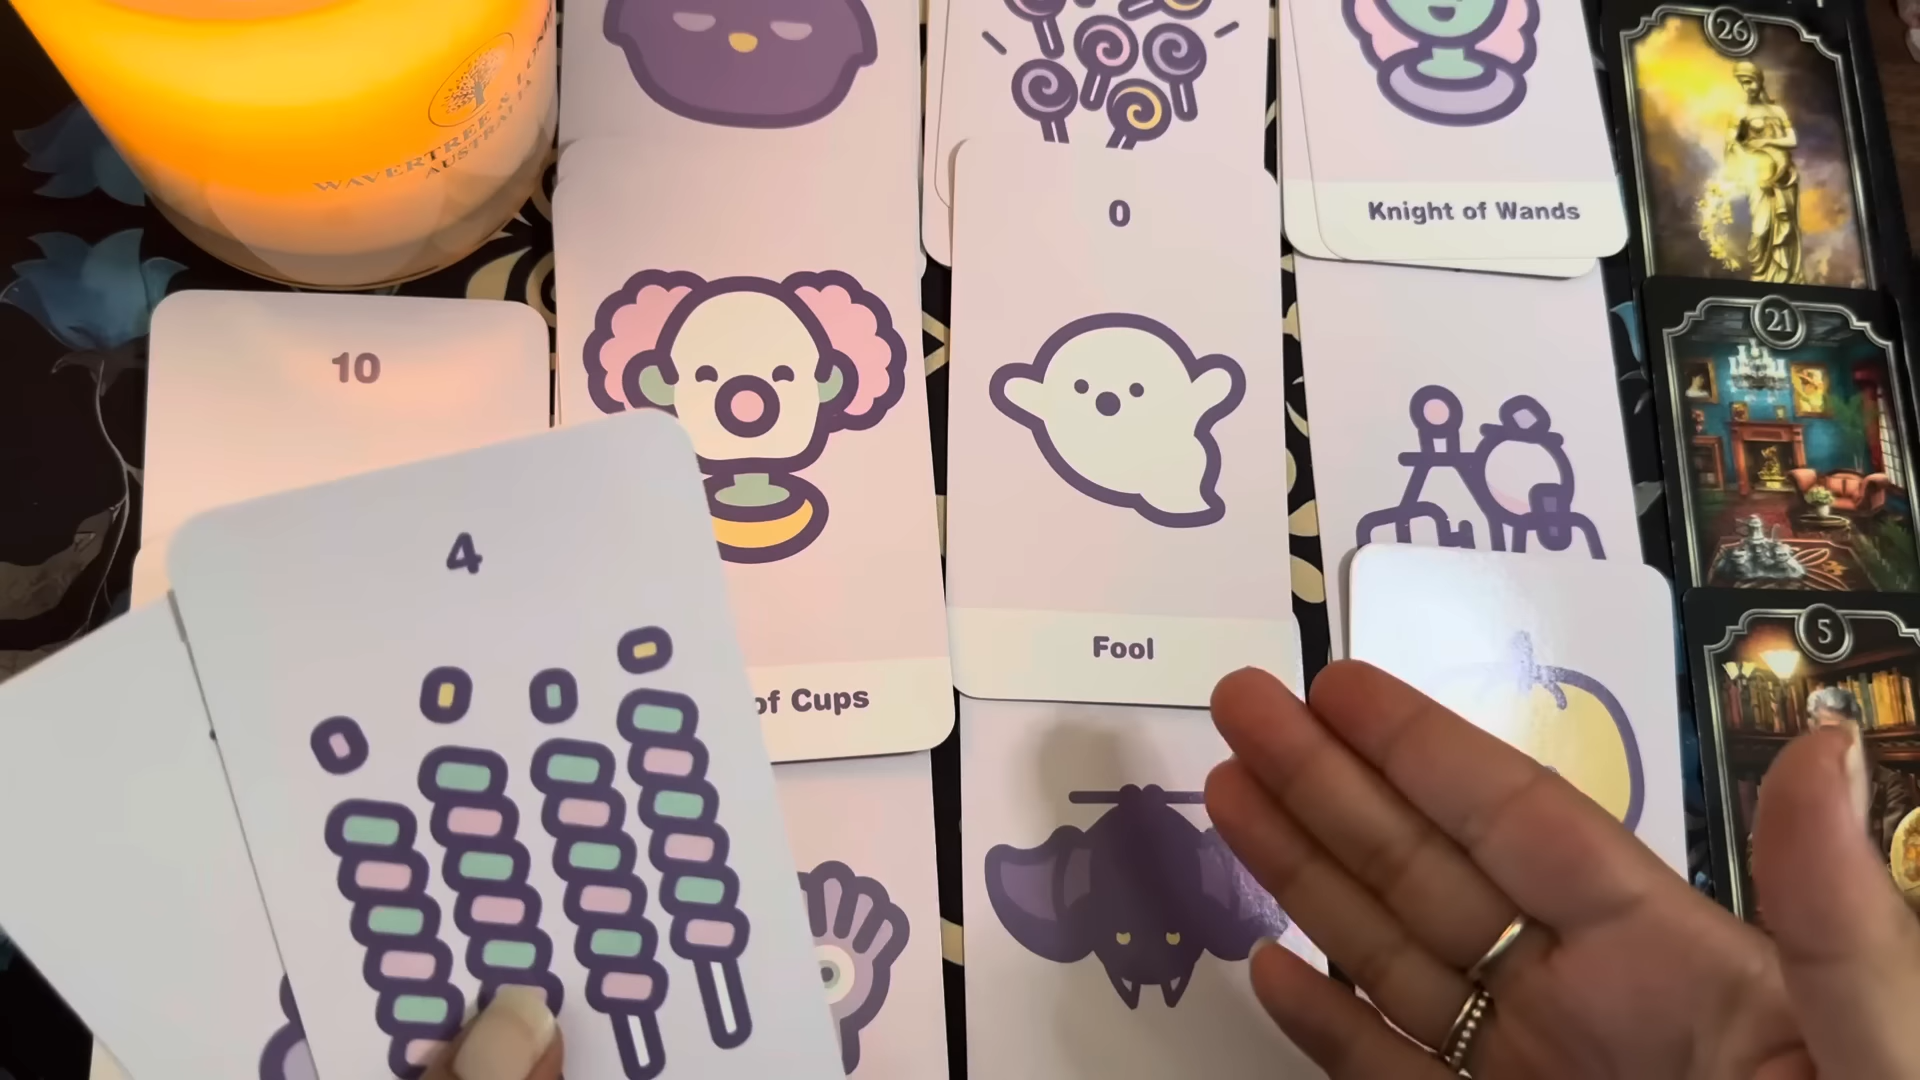 WAVERTREE & LONDON
AUSTRALIA
26
Knight of Wands
0
21
10
4
5
Fool
of Cups